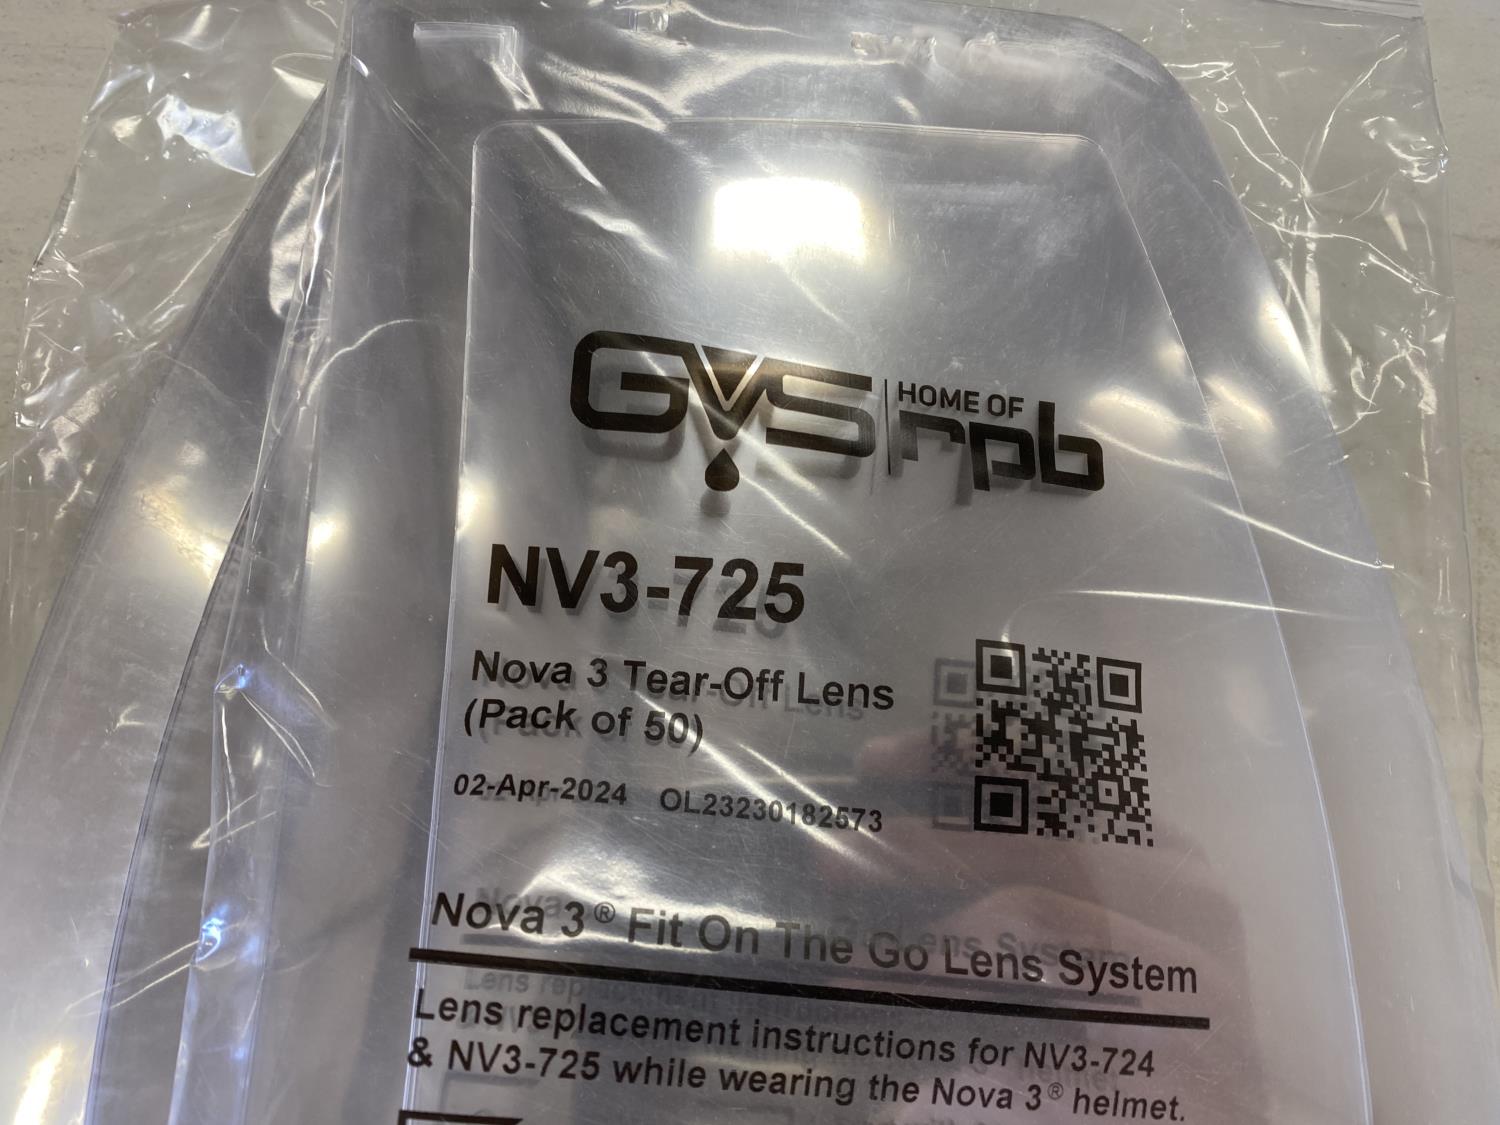 GVS
HOME OF
rpb
NV3-725
Nova 3 Tear-Off Lens
(Pack of 50)
02-Apr-2024 OL23230182573
Nova 3® Fit On The Go Lens System
Lens replacement instructions for NV3-724
& NV3-725 while wearing the Nova 3® helmet.